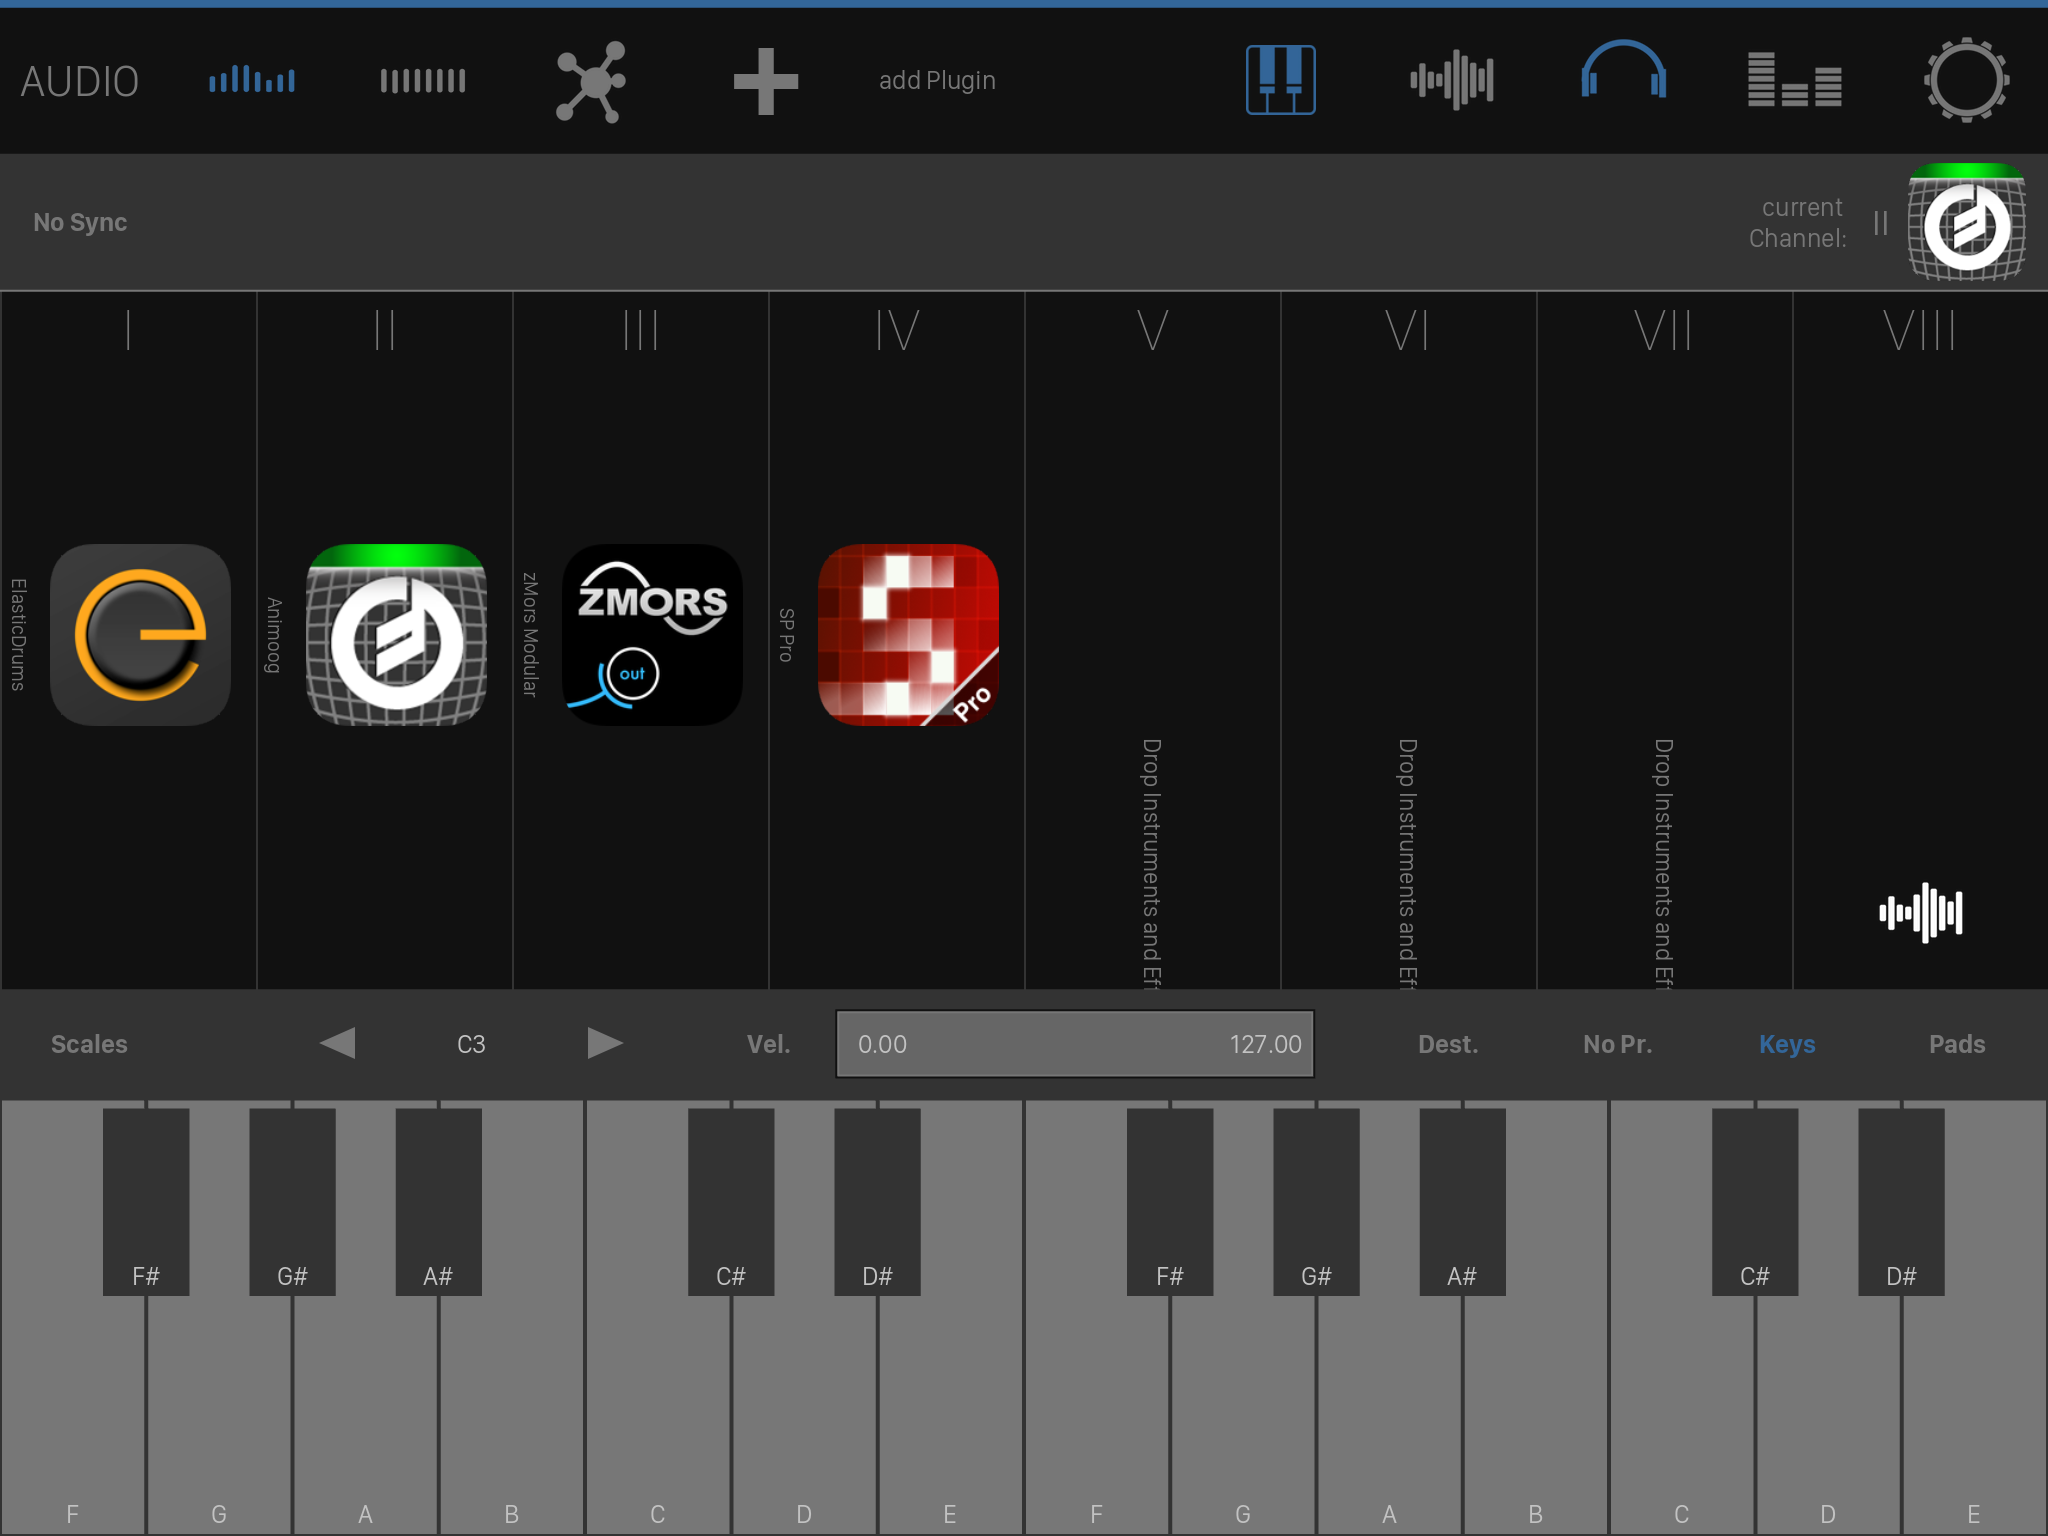 AUDIO
add Plugin
No Sync
current
Channel:
II
I
II
III
IV
V
VI
VII
VIII
ElasticDrums
Animoog
zMors Modular
ZMORS
out
SP Pro
Pro
Drop Instruments and Eff
Drop Instruments and Eff
Drop Instruments and Eff
Scales
C3
Vel.
0.00
127.00
Dest.
No Pr.
Keys
Pads
F# G# A# C# D# F# G# A# C# D#
F G A B C D E F G A B C D E